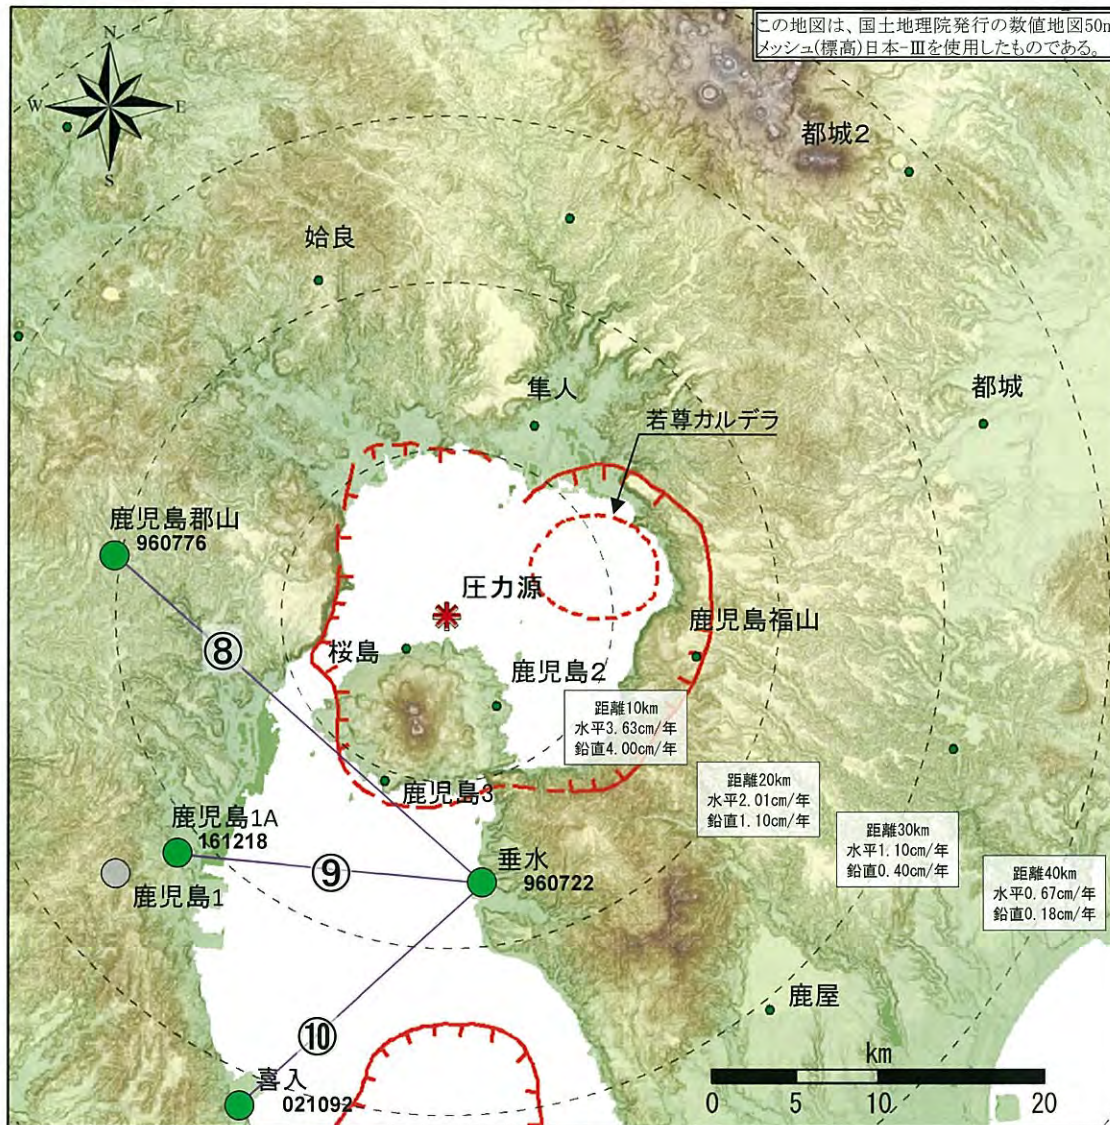 この地図は、国土地理院発行の数値地図50m
メッシュ(標高)日本-Ⅲを使用したものである。
N
W
E
S
都城2
姶良
隼人
都城
若尊カルデラ
鹿児島郡山
960776
圧力源
鹿児島福山
⑧
桜島
鹿児島2
距離10km
水平3.63cm/年
鉛直4.00cm/年
距離20km
水平2.01cm/年
鉛直1.10cm/年
鹿児島3
鹿児島1A
161218
距離30km
水平1.10cm/年
鉛直0.40cm/年
⑨
垂水
960722
鹿児島1
距離40km
水平0.67cm/年
鉛直0.18cm/年
鹿屋
⑩
km
喜入
021092
0 5 10 20